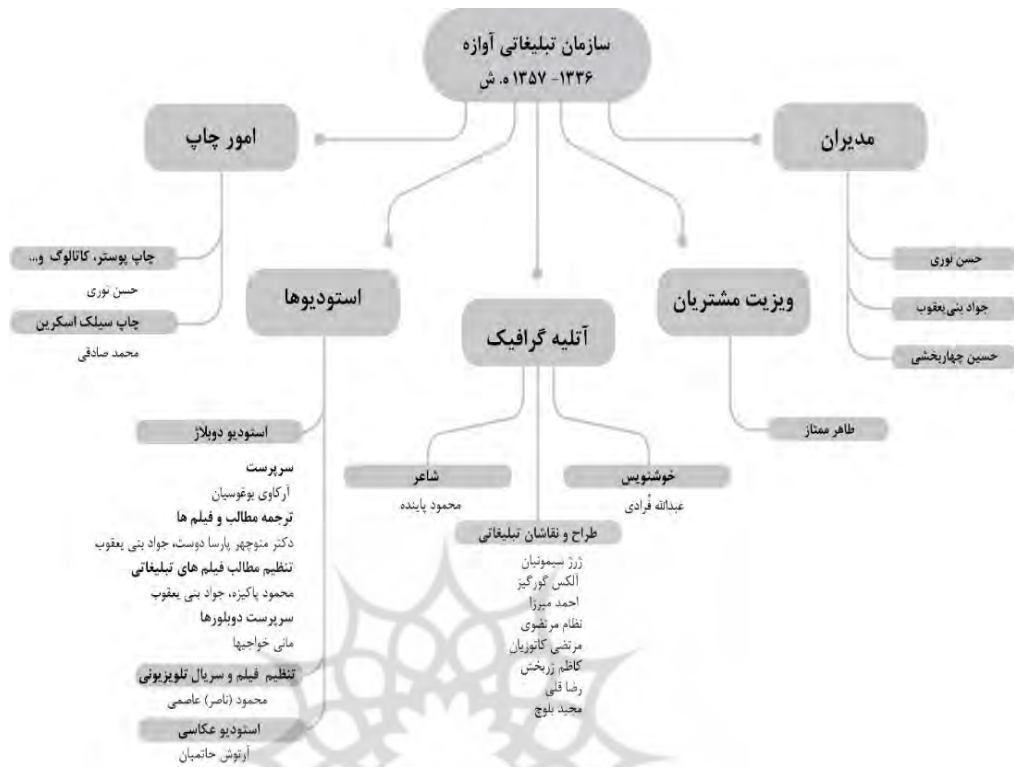 سازمان تبلیغاتی آوازه
۱۳۳۶- ۱۳۵۷ ه. ش
مدیران
حسن نوری
جواد بنی‌یعقوب
حسین چهاربخشی
ویزیت مشتریان
طاهر ممتاز
آتلیه گرافیک
خوشنویس
عبدالله فُرادی
طراح و نقاشان تبلیغاتی
ژرژ سیمونیان
آلکس گورگیز
احمد میرزا
نظام مرتضوی
مرتضی کاتوزیان
کاظم زربخش
رضا قلی
مجید بلوچ
شاعر
محمود پاینده
استودیوها
استودیو دوبلاژ
سرپرست
آرکاوی بوغوسیان
ترجمه مطالب و فیلم ها
دکتر منوچهر پارسا دوست، جواد بنی یعقوب
تنظیم مطالب فیلم های تبلیغاتی
محمود پاکیزه، جواد بنی یعقوب
سرپرست دوبلورها
مانی خواجیها
تنظیم فیلم و سریال تلویزیونی
محمود (ناصر) عاصمی
استودیو عکاسی
آرتوش حاتمیان
امور چاپ
چاپ پوستر، کاتالوگ و...
حسن نوری
چاپ سیلک اسکرین
محمد صادقی